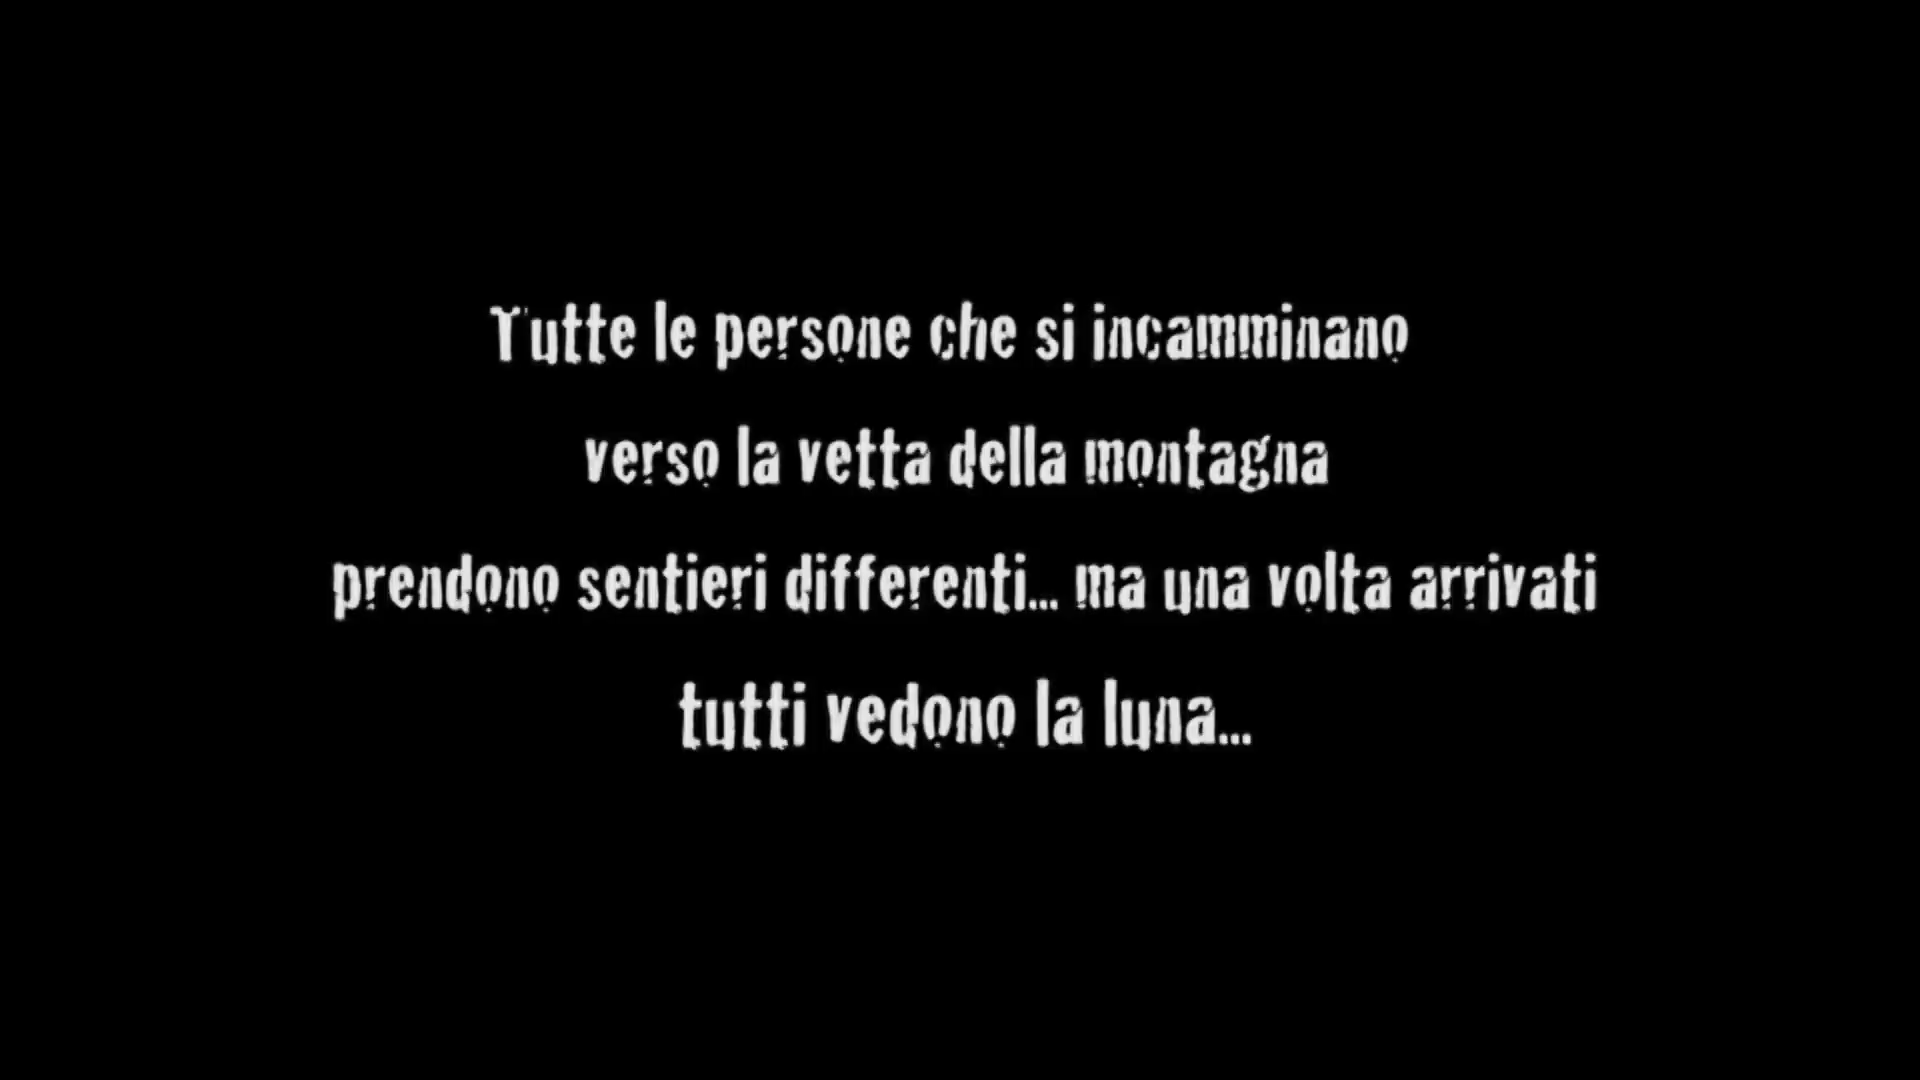 Tutte le persone che si incamminano
verso la vetta della montagna
prendono sentieri differenti... ma una volta arrivati
tutti vedono la luna...